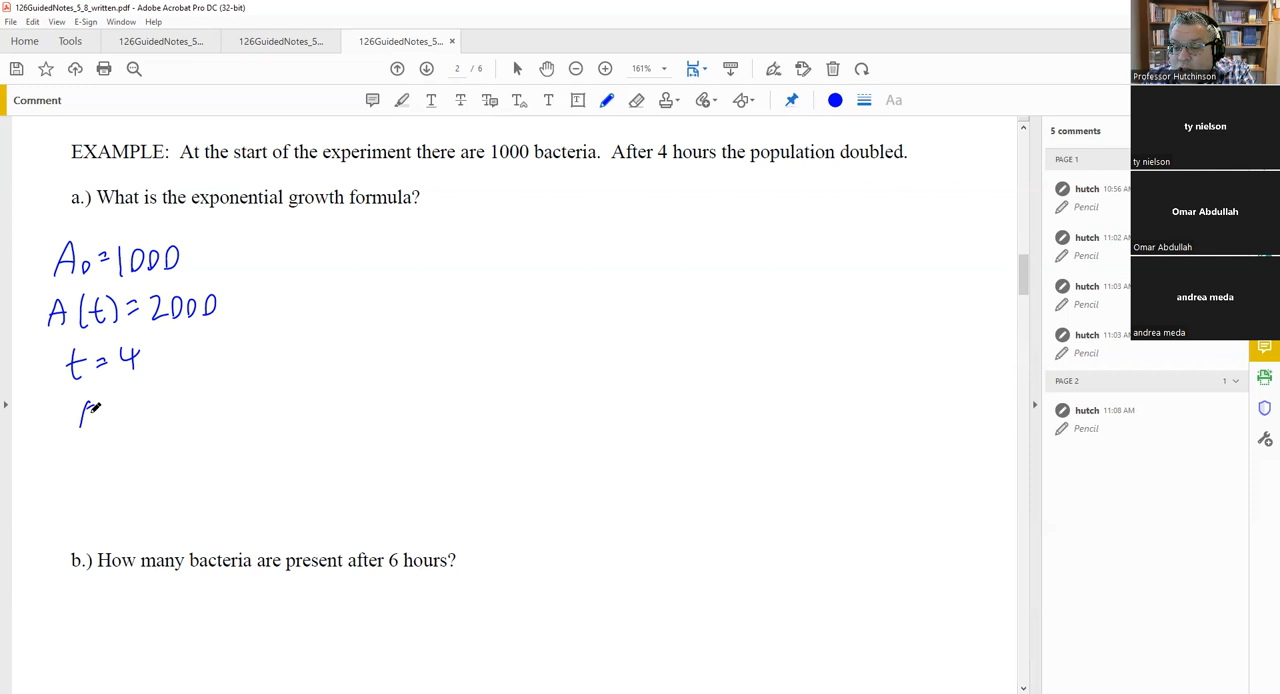 126GuidedNotes_5_8_written.pdf - Adobe Acrobat Pro DC (32-bit)
File Edit View E-Sign Window Help
Home Tools 126GuidedNotes_5... 126GuidedNotes_5... 126GuidedNotes_5... ×
2 / 6 161%
Comment Aa
EXAMPLE: At the start of the experiment there are 1000 bacteria. After 4 hours the population doubled.
a.) What is the exponential growth formula?
A₀ = 1000
A(t) = 2000
t = 4
b.) How many bacteria are present after 6 hours?
Professor Hutchinson
ty nielson
ty nielson
Omar Abdullah
Omar Abdullah
andrea meda
andrea meda
5 comments
PAGE 1
hutch 10:56 AM
Pencil
hutch 11:02 AM
Pencil
hutch 11:03 AM
Pencil
hutch 11:03 AM
Pencil
PAGE 2 1
hutch 11:08 AM
Pencil